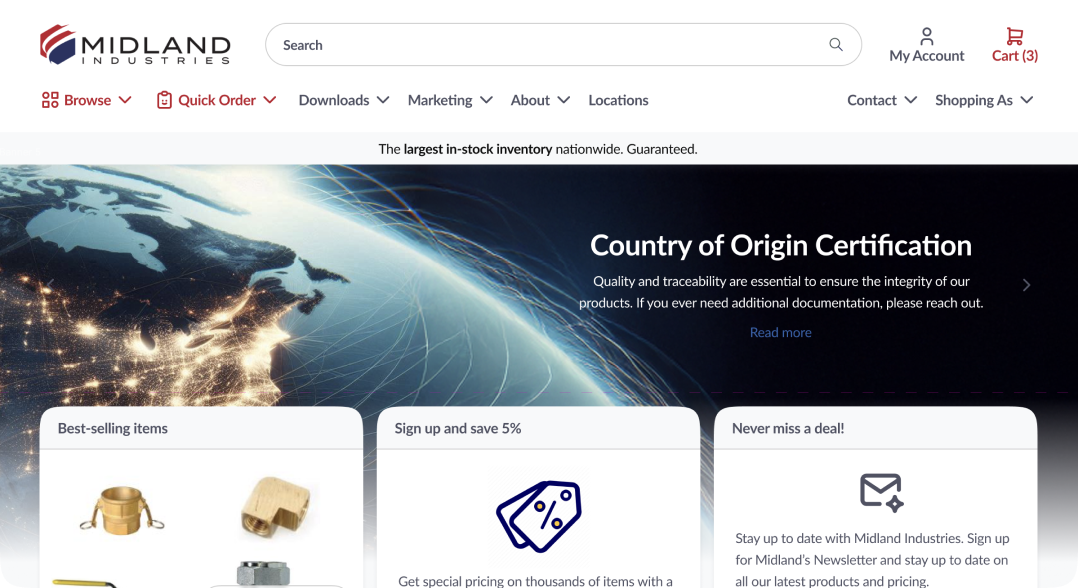 MIDLAND
INDUSTRIES
Search
My Account
Cart (3)
Browse
Quick Order
Downloads
Marketing
About
Locations
Contact
Shopping As
The largest in-stock inventory nationwide. Guaranteed.
Country of Origin Certification
Quality and traceability are essential to ensure the integrity of our
products. If you ever need additional documentation, please reach out.
Read more
Best-selling items
Sign up and save 5%
Get special pricing on thousands of items with a
Never miss a deal!
Stay up to date with Midland Industries. Sign up
for Midland's Newsletter and stay up to date on
all our latest products and pricing.